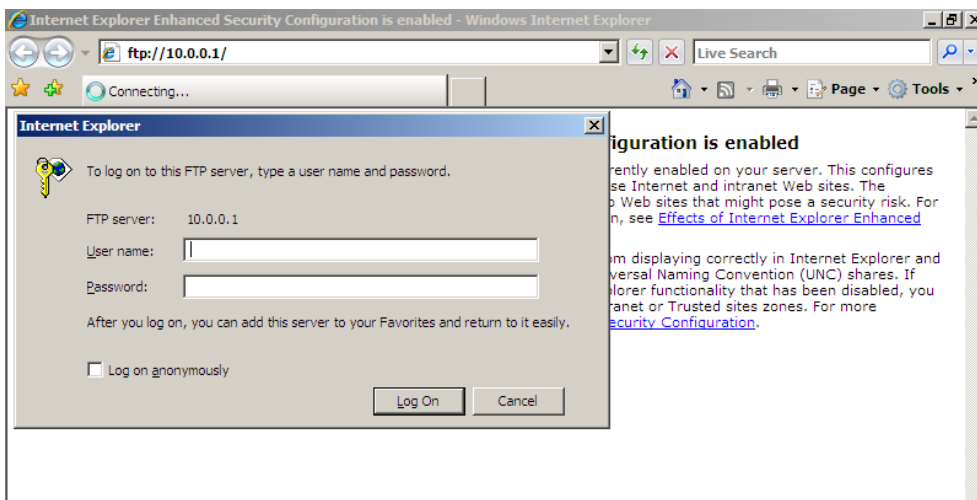 Internet Explorer Enhanced Security Configuration is enabled - Windows Internet Explorer
ftp://10.0.0.1/
Live Search
Connecting...
Page
Tools
Internet Explorer
To log on to this FTP server, type a user name and password.
FTP server: 10.0.0.1
User name:
Password:
After you log on, you can add this server to your Favorites and return to it easily.
Log on anonymously
Log On
Cancel
figuration is enabled
rently enabled on your server. This configures
se Internet and intranet Web sites. The
Web sites that might pose a security risk. For
n, see Effects of Internet Explorer Enhanced
m displaying correctly in Internet Explorer and
versal Naming Convention (UNC) shares. If
lorer functionality that has been disabled, you
ranet or Trusted sites zones. For more
ecurity Configuration.